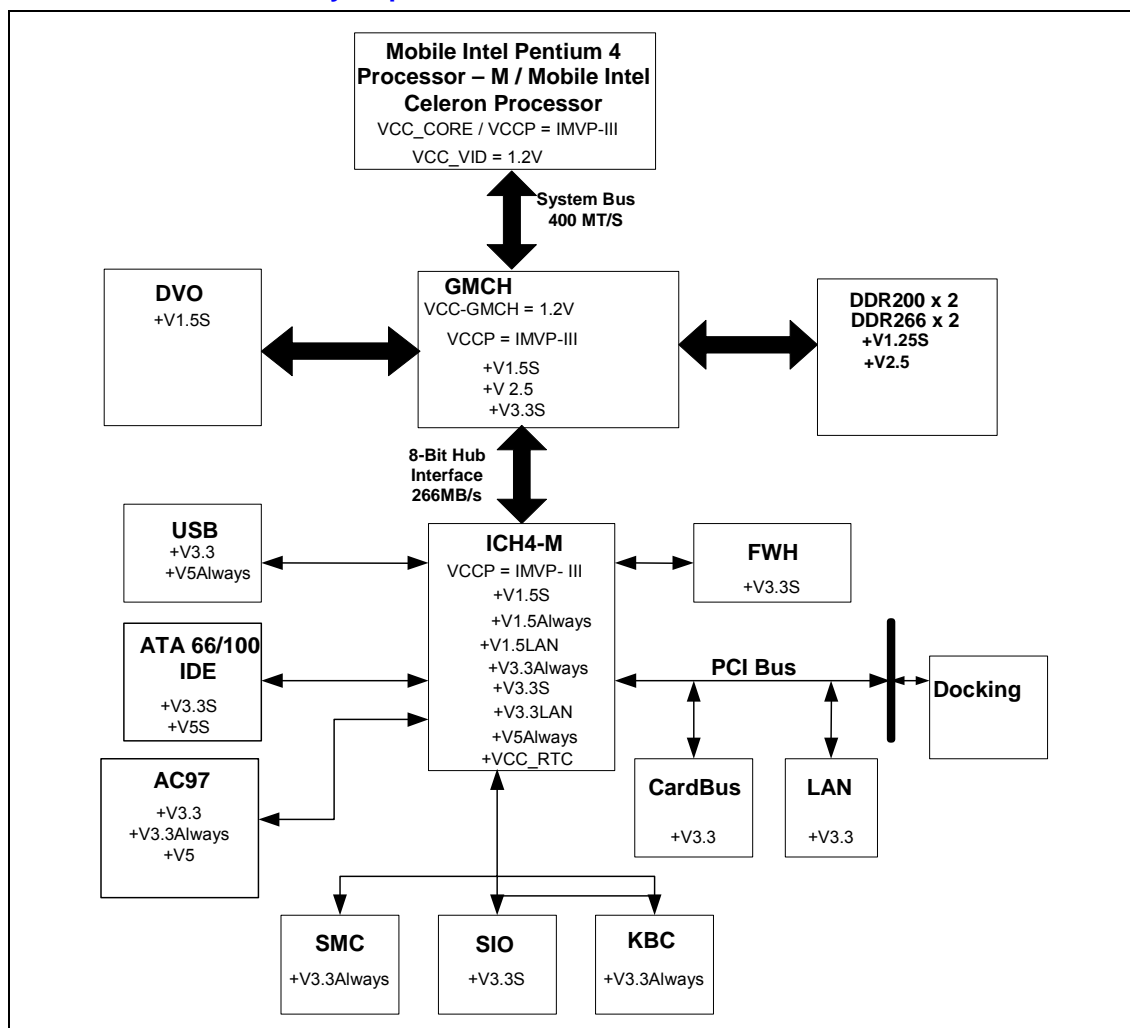 Mobile Intel Pentium 4
Processor – M / Mobile Intel
Celeron Processor
VCC_CORE / VCCP = IMVP-III
VCC_VID = 1.2V
System Bus
400 MT/S
DVO
+V1.5S
GMCH
VCC-GMCH = 1.2V
VCCP = IMVP-III
+V1.5S
+V 2.5
+V3.3S
DDR200 x 2
DDR266 x 2
+V1.25S
+V2.5
8-Bit Hub
Interface
266MB/s
USB
+V3.3
+V5Always
ICH4-M
VCCP = IMVP- III
+V1.5S
+V1.5Always
+V1.5LAN
+V3.3Always
+V3.3S
+V3.3LAN
+V5Always
+VCC_RTC
FWH
+V3.3S
ATA 66/100
IDE
+V3.3S
+V5S
PCI Bus
Docking
AC97
+V3.3
+V3.3Always
+V5
CardBus
+V3.3
LAN
+V3.3
SMC
+V3.3Always
SIO
+V3.3S
KBC
+V3.3Always